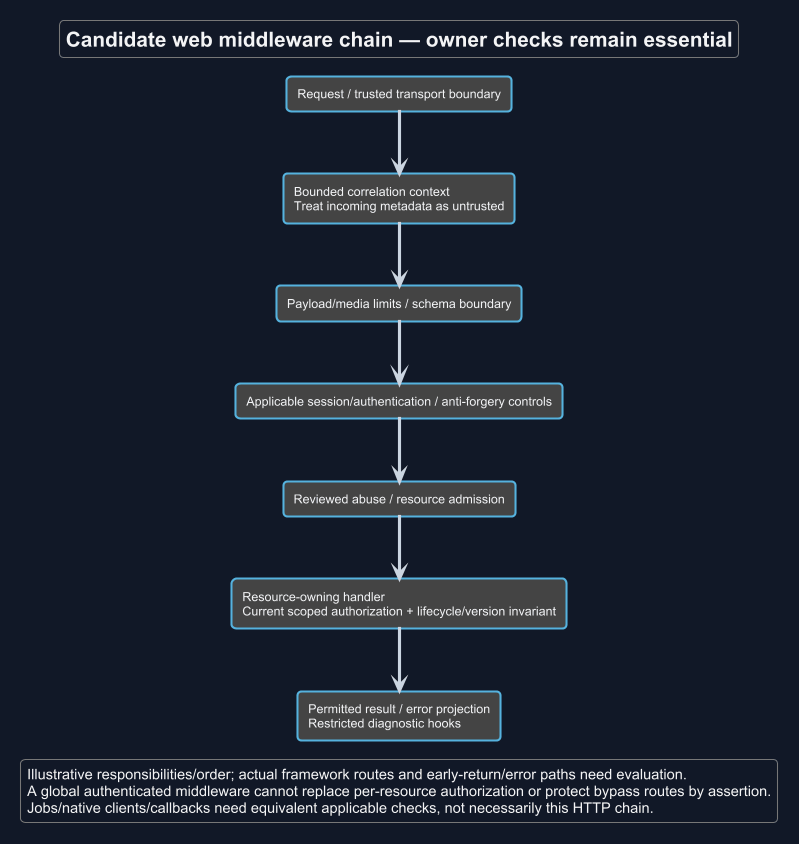 Candidate web middleware chain — owner checks remain essential
Request / trusted transport boundary
Bounded correlation context
Treat incoming metadata as untrusted
Payload/media limits / schema boundary
Applicable session/authentication / anti-forgery controls
Reviewed abuse / resource admission
Resource-owning handler
Current scoped authorization + lifecycle/version invariant
Permitted result / error projection
Restricted diagnostic hooks
Illustrative responsibilities/order; actual framework routes and early-return/error paths need evaluation.
A global authenticated middleware cannot replace per-resource authorization or protect bypass routes by assertion.
Jobs/native clients/callbacks need equivalent applicable checks, not necessarily this HTTP chain.